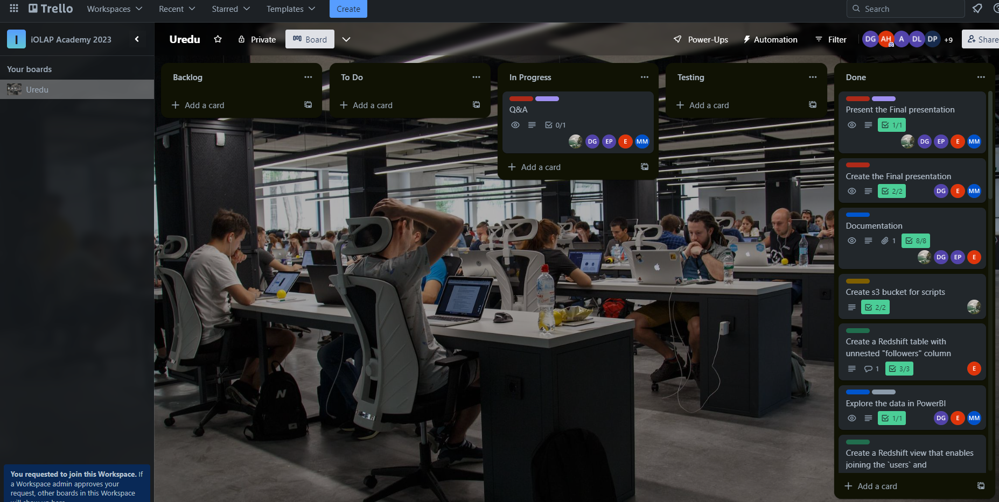 Trello
Workspaces
Recent
Starred
Templates
Create
Search
I
iOLAP Academy 2023
Your boards
Uredu
You requested to join this Workspace. If
a Workspace admin approves your
request, other boards in this Workspace
will show up here.
Uredu
Private
Board
Power-Ups
Automation
Filter
DG
AH
A
DL
DP
+9
Share
Backlog
Add a card
To Do
Add a card
In Progress
Q&A
0/1
DG
EP
E
MM
Add a card
Testing
Add a card
Done
Present the Final presentation
1/1
DG
EP
E
MM
Create the Final presentation
2/2
DG
E
MM
Documentation
1
8/8
DG
EP
E
Create s3 bucket for scripts
2/2
Create a Redshift table with
unnested "followers" column
1
3/3
E
Explore the data in PowerBI
1/1
DG
E
MM
Create a Redshift view that enables
joining the `users` and
Add a card
N